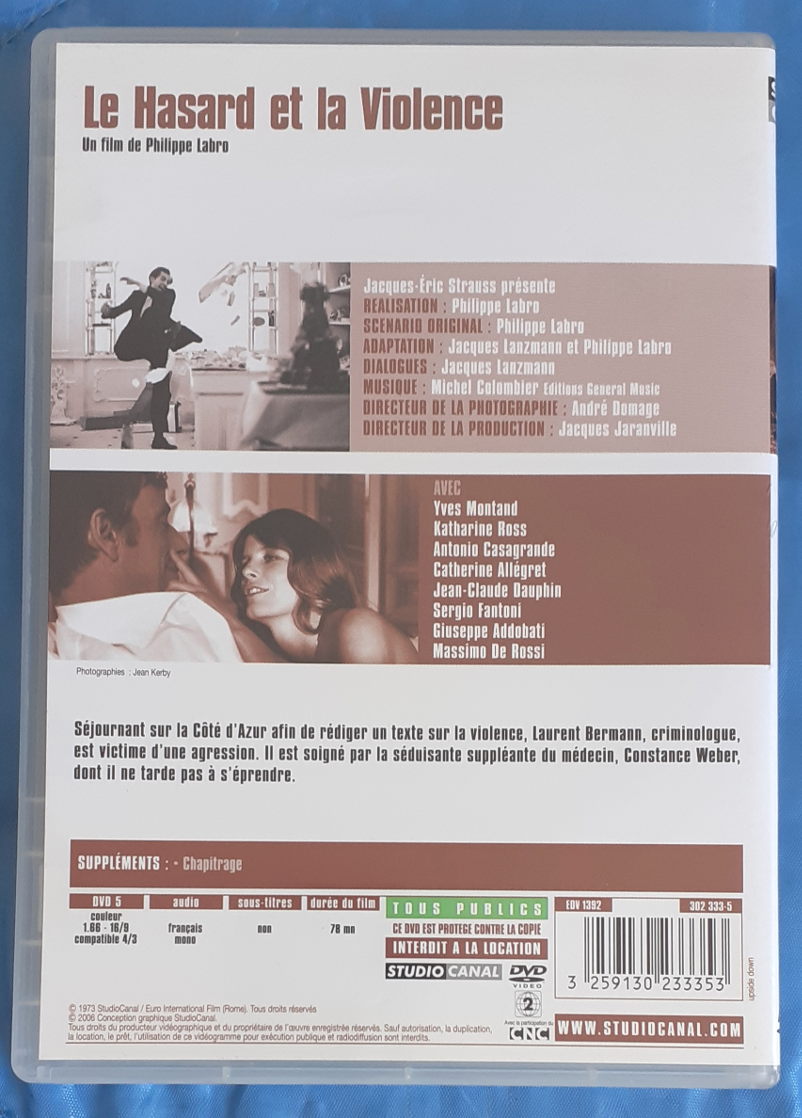 Le Hasard et la Violence
Un film de Philippe Labro
Jacques-Éric Strauss présente
REALISATION : Philippe Labro
SCENARIO ORIGINAL : Philippe Labro
ADAPTATION : Jacques Lanzmann et Philippe Labro
DIALOGUES : Jacques Lanzmann
MUSIQUE : Michel Colombier Editions General Music
DIRECTEUR DE LA PHOTOGRAPHIE : André Domage
DIRECTEUR DE LA PRODUCTION : Jacques Jaranville
AVEC
Yves Montand
Katharine Ross
Antonio Casagrande
Catherine Allégret
Jean-Claude Dauphin
Sergio Fantoni
Giuseppe Addobati
Massimo De Rossi
Photographies : Jean Kerby
Séjournant sur la Côté d'Azur afin de rédiger un texte sur la violence, Laurent Bermann, criminologue,
est victime d'une agression. Il est soigné par la séduisante suppléante du médecin, Constance Weber,
dont il ne tarde pas à s'éprendre.
SUPPLÉMENTS : - Chapitrage
DVD 5 audio sous-titres durée du film
couleur
1.66 - 16/9
compatible 4/3
français
mono
non
78 mn
TOUS PUBLICS
CE DVD EST PROTEGE CONTRE LA COPIE
INTERDIT A LA LOCATION
STUDIO CANAL DVD
VIDEO
2
Avec la participation du
CNC
EDV 1392 302 333-5
3 259130 233353
upside down
WWW.STUDIOCANAL.COM
© 1973 StudioCanal / Euro International Film (Rome). Tous droits réservés
© 2006 Conception graphique StudioCanal.
Tous droits du producteur vidéographique et du propriétaire de l'œuvre enregistrée réservés. Sauf autorisation, la duplication,
la location, le prêt, l'utilisation de ce vidéogramme pour exécution publique et radiodiffusion sont interdits.